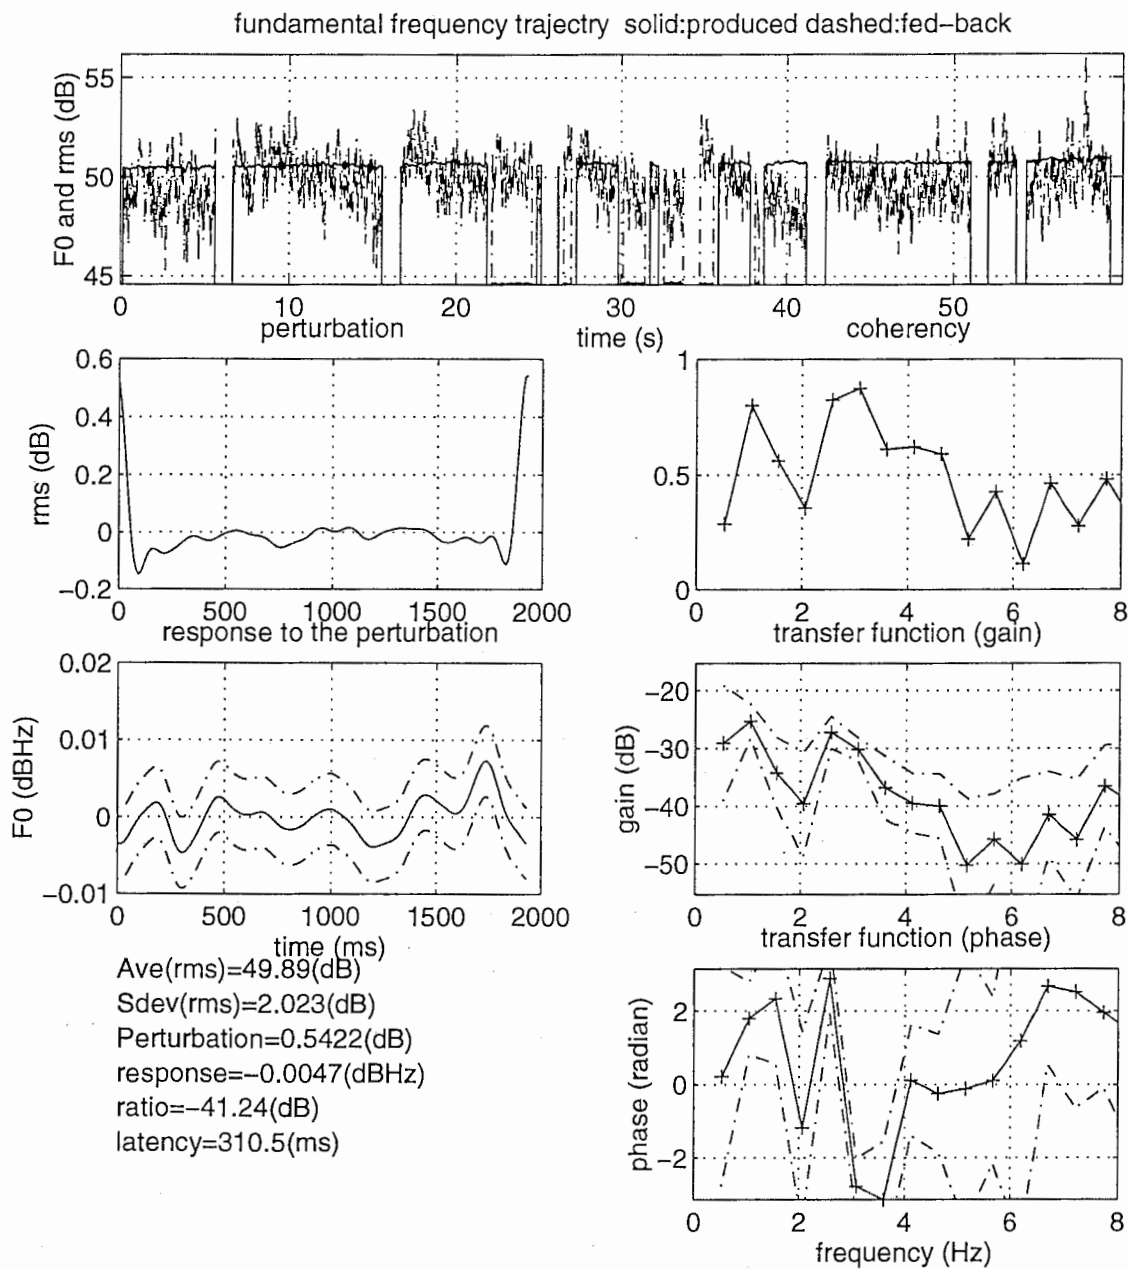 fundamental frequency trajectry solid:produced dashed:fed−back
55
50
45
F0 and rms (dB)
0 10 20 30 40 50
time (s)
perturbation
0.6
0.4
0.2
0
−0.2
rms (dB)
0 500 1000 1500 2000
coherency
1
0.5
0
0 2 4 6 8
response to the perturbation
0.02
0.01
0
−0.01
F0 (dBHz)
0 500 1000 1500 2000
time (ms)
transfer function (gain)
−20
−30
−40
−50
gain (dB)
0 2 4 6 8
Ave(rms)=49.89(dB)
Sdev(rms)=2.023(dB)
Perturbation=0.5422(dB)
response=−0.0047(dBHz)
ratio=−41.24(dB)
latency=310.5(ms)
transfer function (phase)
2
0
−2
phase (radian)
0 2 4 6 8
frequency (Hz)